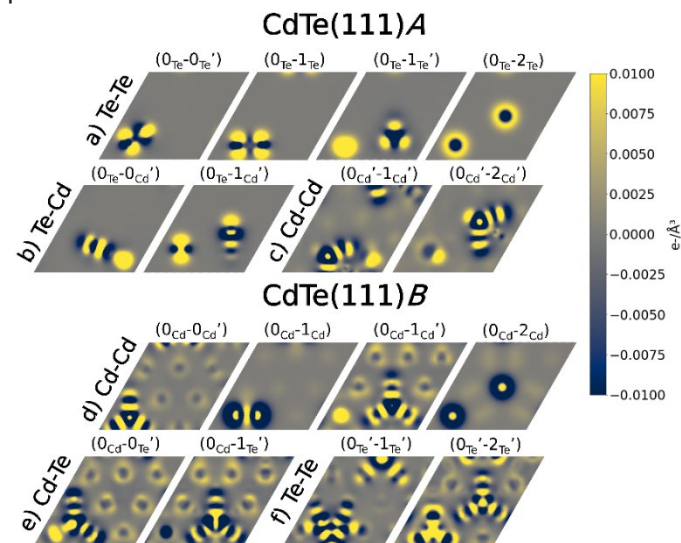 CdTe(111)A
a) Te-Te
(0Te-0Te’) (0Te-1Te) (0Te-1Te’) (0Te-2Te)
b) Te-Cd
(0Te-0Cd’) (0Te-1Cd’)
c) Cd-Cd
(0Cd’-1Cd’) (0Cd’-2Cd’)
CdTe(111)B
d) Cd-Cd
(0Cd-0Cd’) (0Cd-1Cd) (0Cd-1Cd’) (0Cd-2Cd)
e) Cd-Te
(0Cd-0Te’) (0Cd-1Te’)
f) Te-Te
(0Te’-1Te’) (0Te’-2Te’)
0.0100
0.0075
0.0050
0.0025
0.0000
−0.0025
−0.0050
−0.0075
−0.0100
e-/Å³